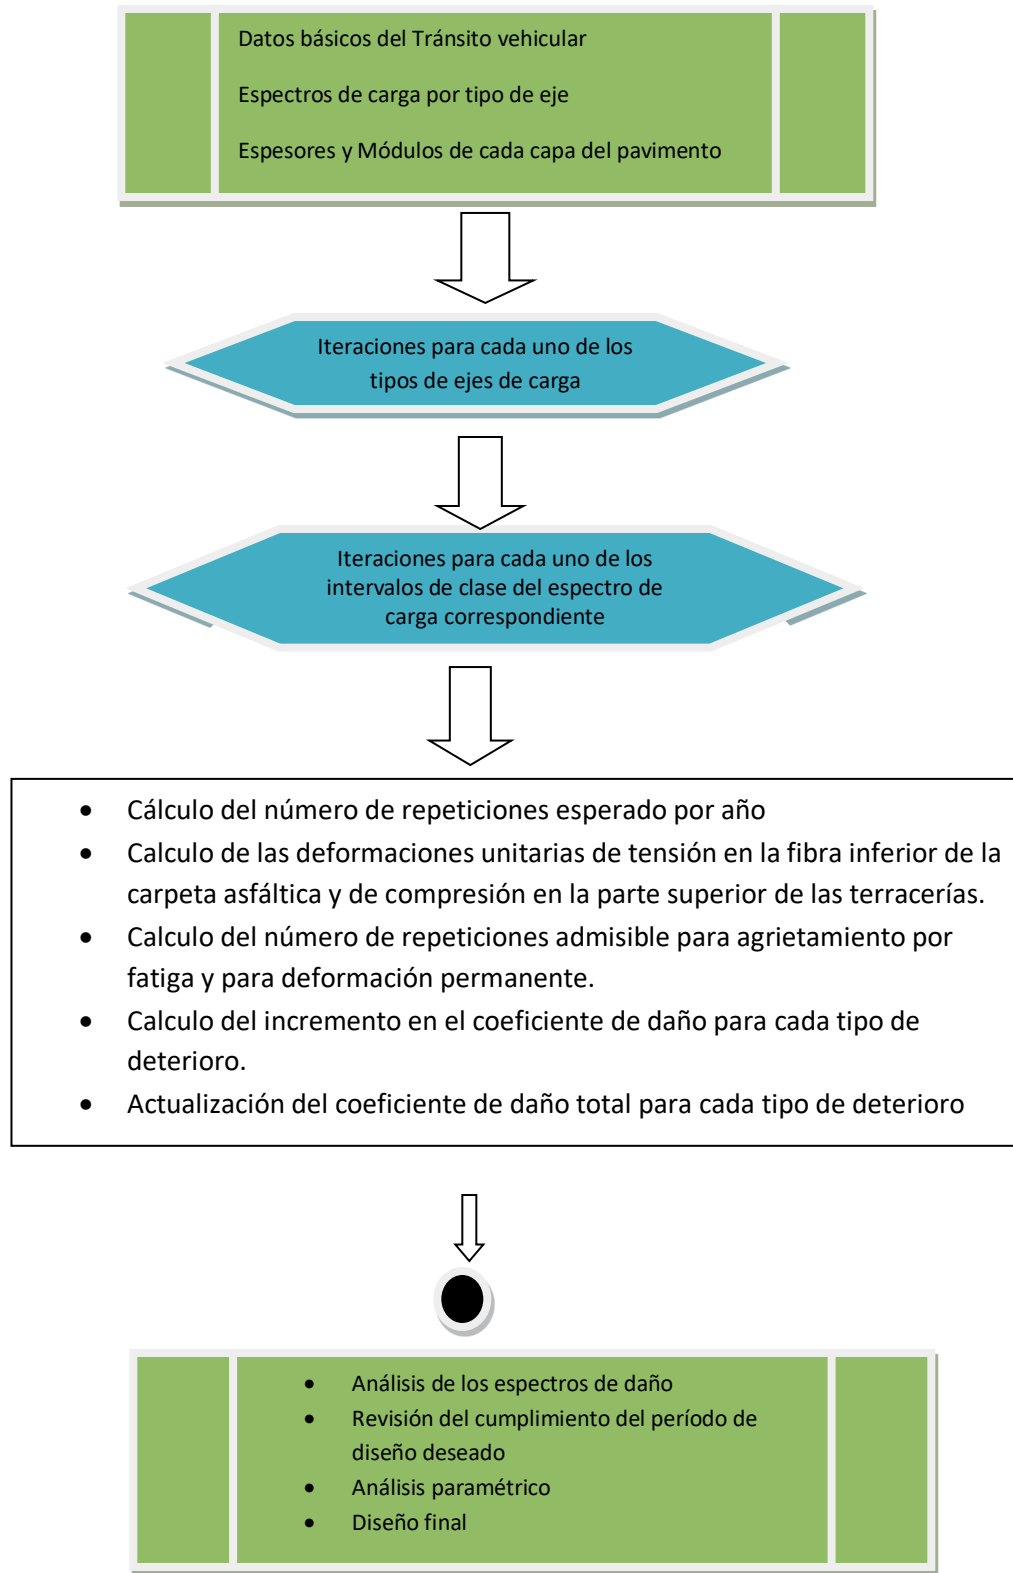 Datos básicos del Tránsito vehicular
Espectros de carga por tipo de eje
Espesores y Módulos de cada capa del pavimento
Iteraciones para cada uno de los
tipos de ejes de carga
Iteraciones para cada uno de los
intervalos de clase del espectro de
carga correspondiente
• Cálculo del número de repeticiones esperado por año
• Calculo de las deformaciones unitarias de tensión en la fibra inferior de la
carpeta asfáltica y de compresión en la parte superior de las terracerías.
• Calculo del número de repeticiones admisible para agrietamiento por
fatiga y para deformación permanente.
• Calculo del incremento en el coeficiente de daño para cada tipo de
deterioro.
• Actualización del coeficiente de daño total para cada tipo de deterioro
• Análisis de los espectros de daño
• Revisión del cumplimiento del período de
diseño deseado
• Análisis paramétrico
• Diseño final